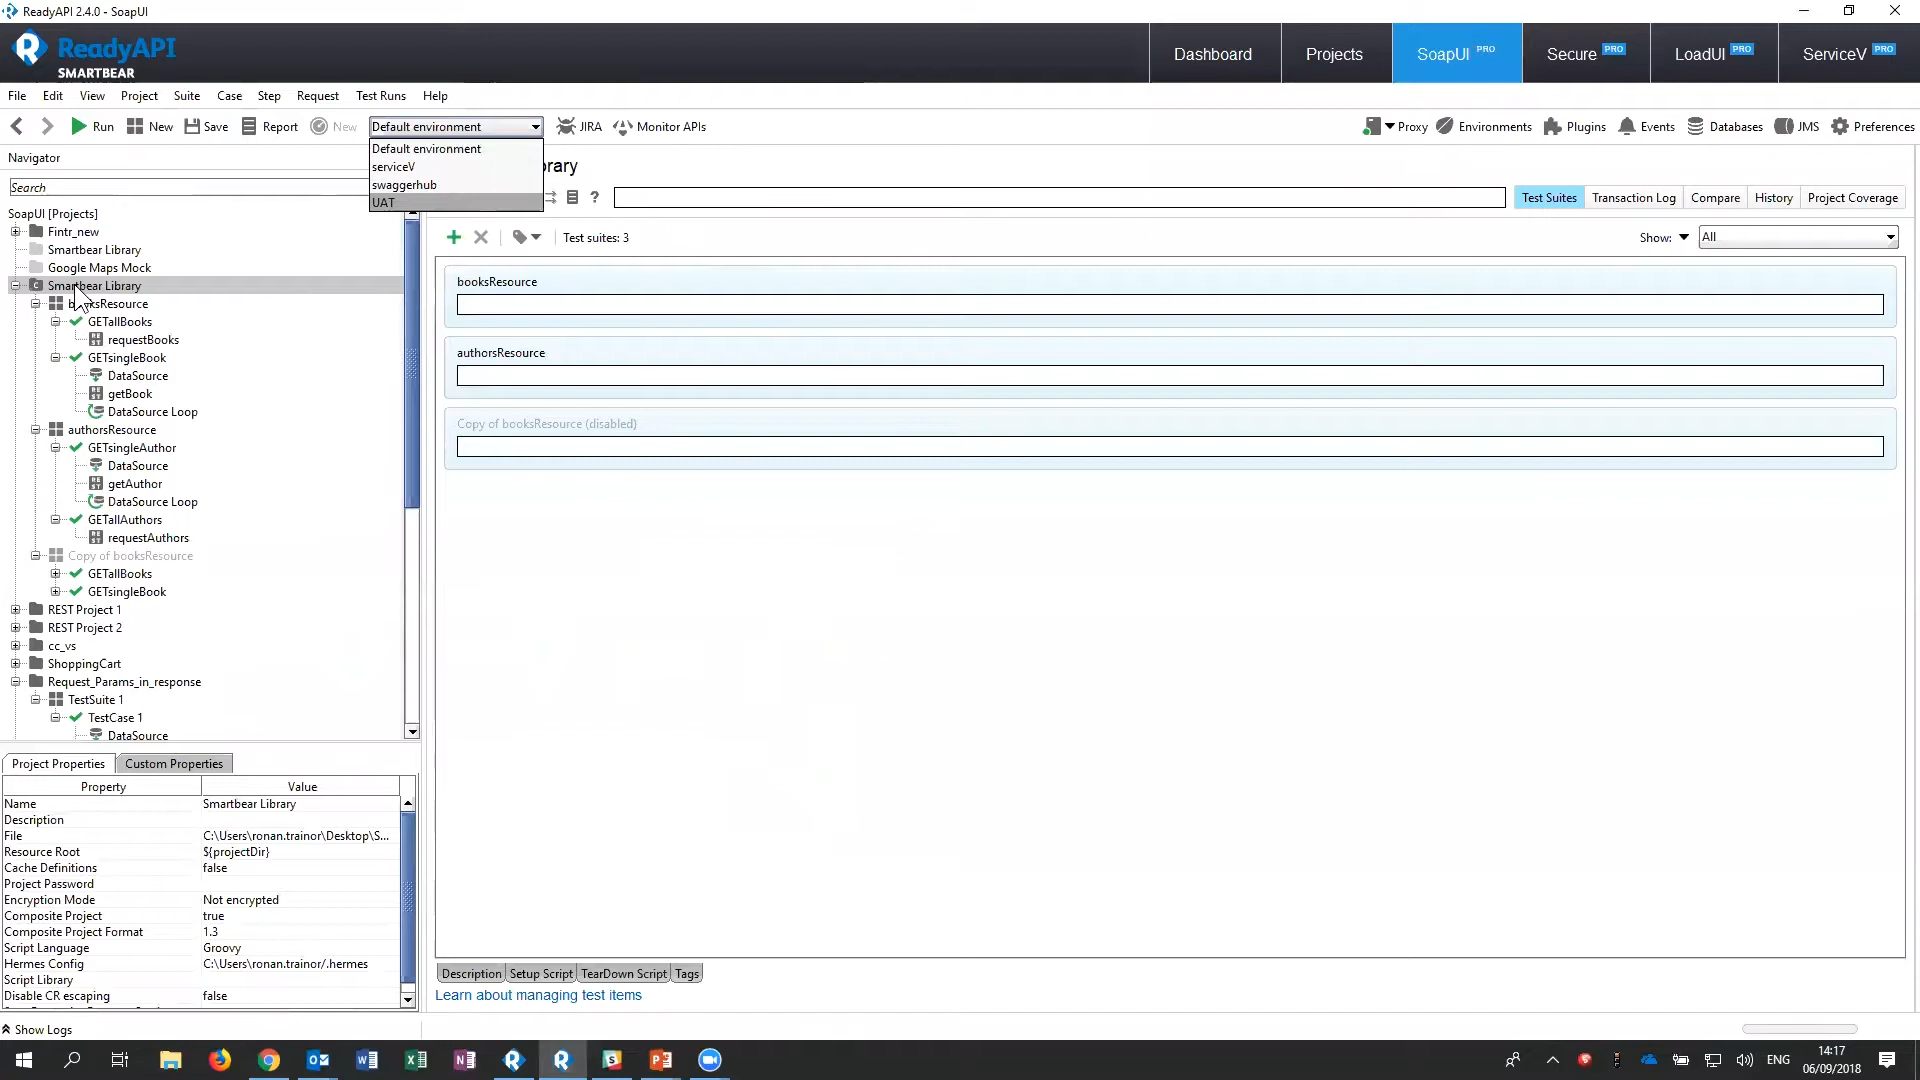 ReadyAPI 2.4.0 - SoapUI
ReadyAPI
SMARTBEAR
Dashboard
Projects
SoapUI PRO
Secure PRO
LoadUI PRO
ServiceV PRO
File Edit View Project Suite Case Step Request Test Runs Help
Run New Save Report New Default environment JIRA Monitor APIs Proxy Environments Plugins Events Databases JMS Preferences
Default environment
serviceV
swaggerhub
UAT
Navigator
Search
SoapUI [Projects]
Fintr_new
Smartbear Library
Google Maps Mock
Smartbear Library
GETallBooks
requestBooks
GETsingleBook
DataSource
getBook
DataSource Loop
authorsResource
GETsingleAuthor
DataSource
getAuthor
DataSource Loop
GETallAuthors
requestAuthors
Copy of booksResource
GETallBooks
GETsingleBook
REST Project 1
REST Project 2
cc_vs
ShoppingCart
Request_Params_in_response
TestSuite 1
TestCase 1
DataSource
?
Test Suites Transaction Log Compare History Project Coverage
Test suites: 3
Show: All
booksResource
authorsResource
Copy of booksResource (disabled)
Project Properties Custom Properties
Property Value
Name Smartbear Library
Description
File C:\Users\ronan.trainor\Desktop\S...
Resource Root ${projectDir}
Cache Definitions false
Project Password
Encryption Mode Not encrypted
Composite Project true
Composite Project Format 1.3
Script Language Groovy
Hermes Config C:\Users\ronan.trainor/.hermes
Script Library
Disable CR escaping false
Description Setup Script TearDown Script Tags
Learn about managing test items
Show Logs
ENG
14:17
06/09/2018